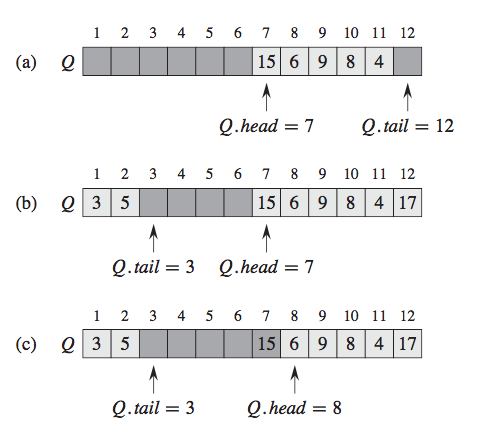 1 2 3 4 5 6 7 8 9 10 11 12
(a) Q 15 6 9 8 4
Q.head = 7 Q.tail = 12
1 2 3 4 5 6 7 8 9 10 11 12
(b) Q 3 5 15 6 9 8 4 17
Q.tail = 3 Q.head = 7
1 2 3 4 5 6 7 8 9 10 11 12
(c) Q 3 5 15 6 9 8 4 17
Q.tail = 3 Q.head = 8